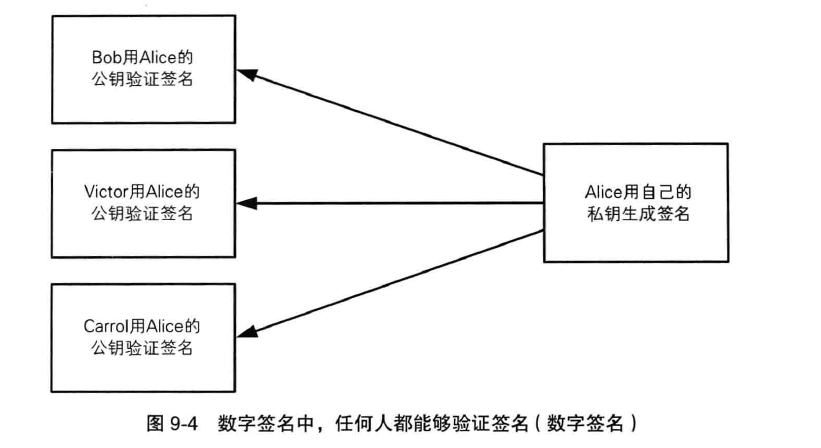 Bob用Alice的
公钥验证签名
Victor用Alice的
公钥验证签名
Alice用自己的
私钥生成签名
Carrol用Alice的
公钥验证签名
图 9-4 数字签名中，任何人都能够验证签名（数字签名）